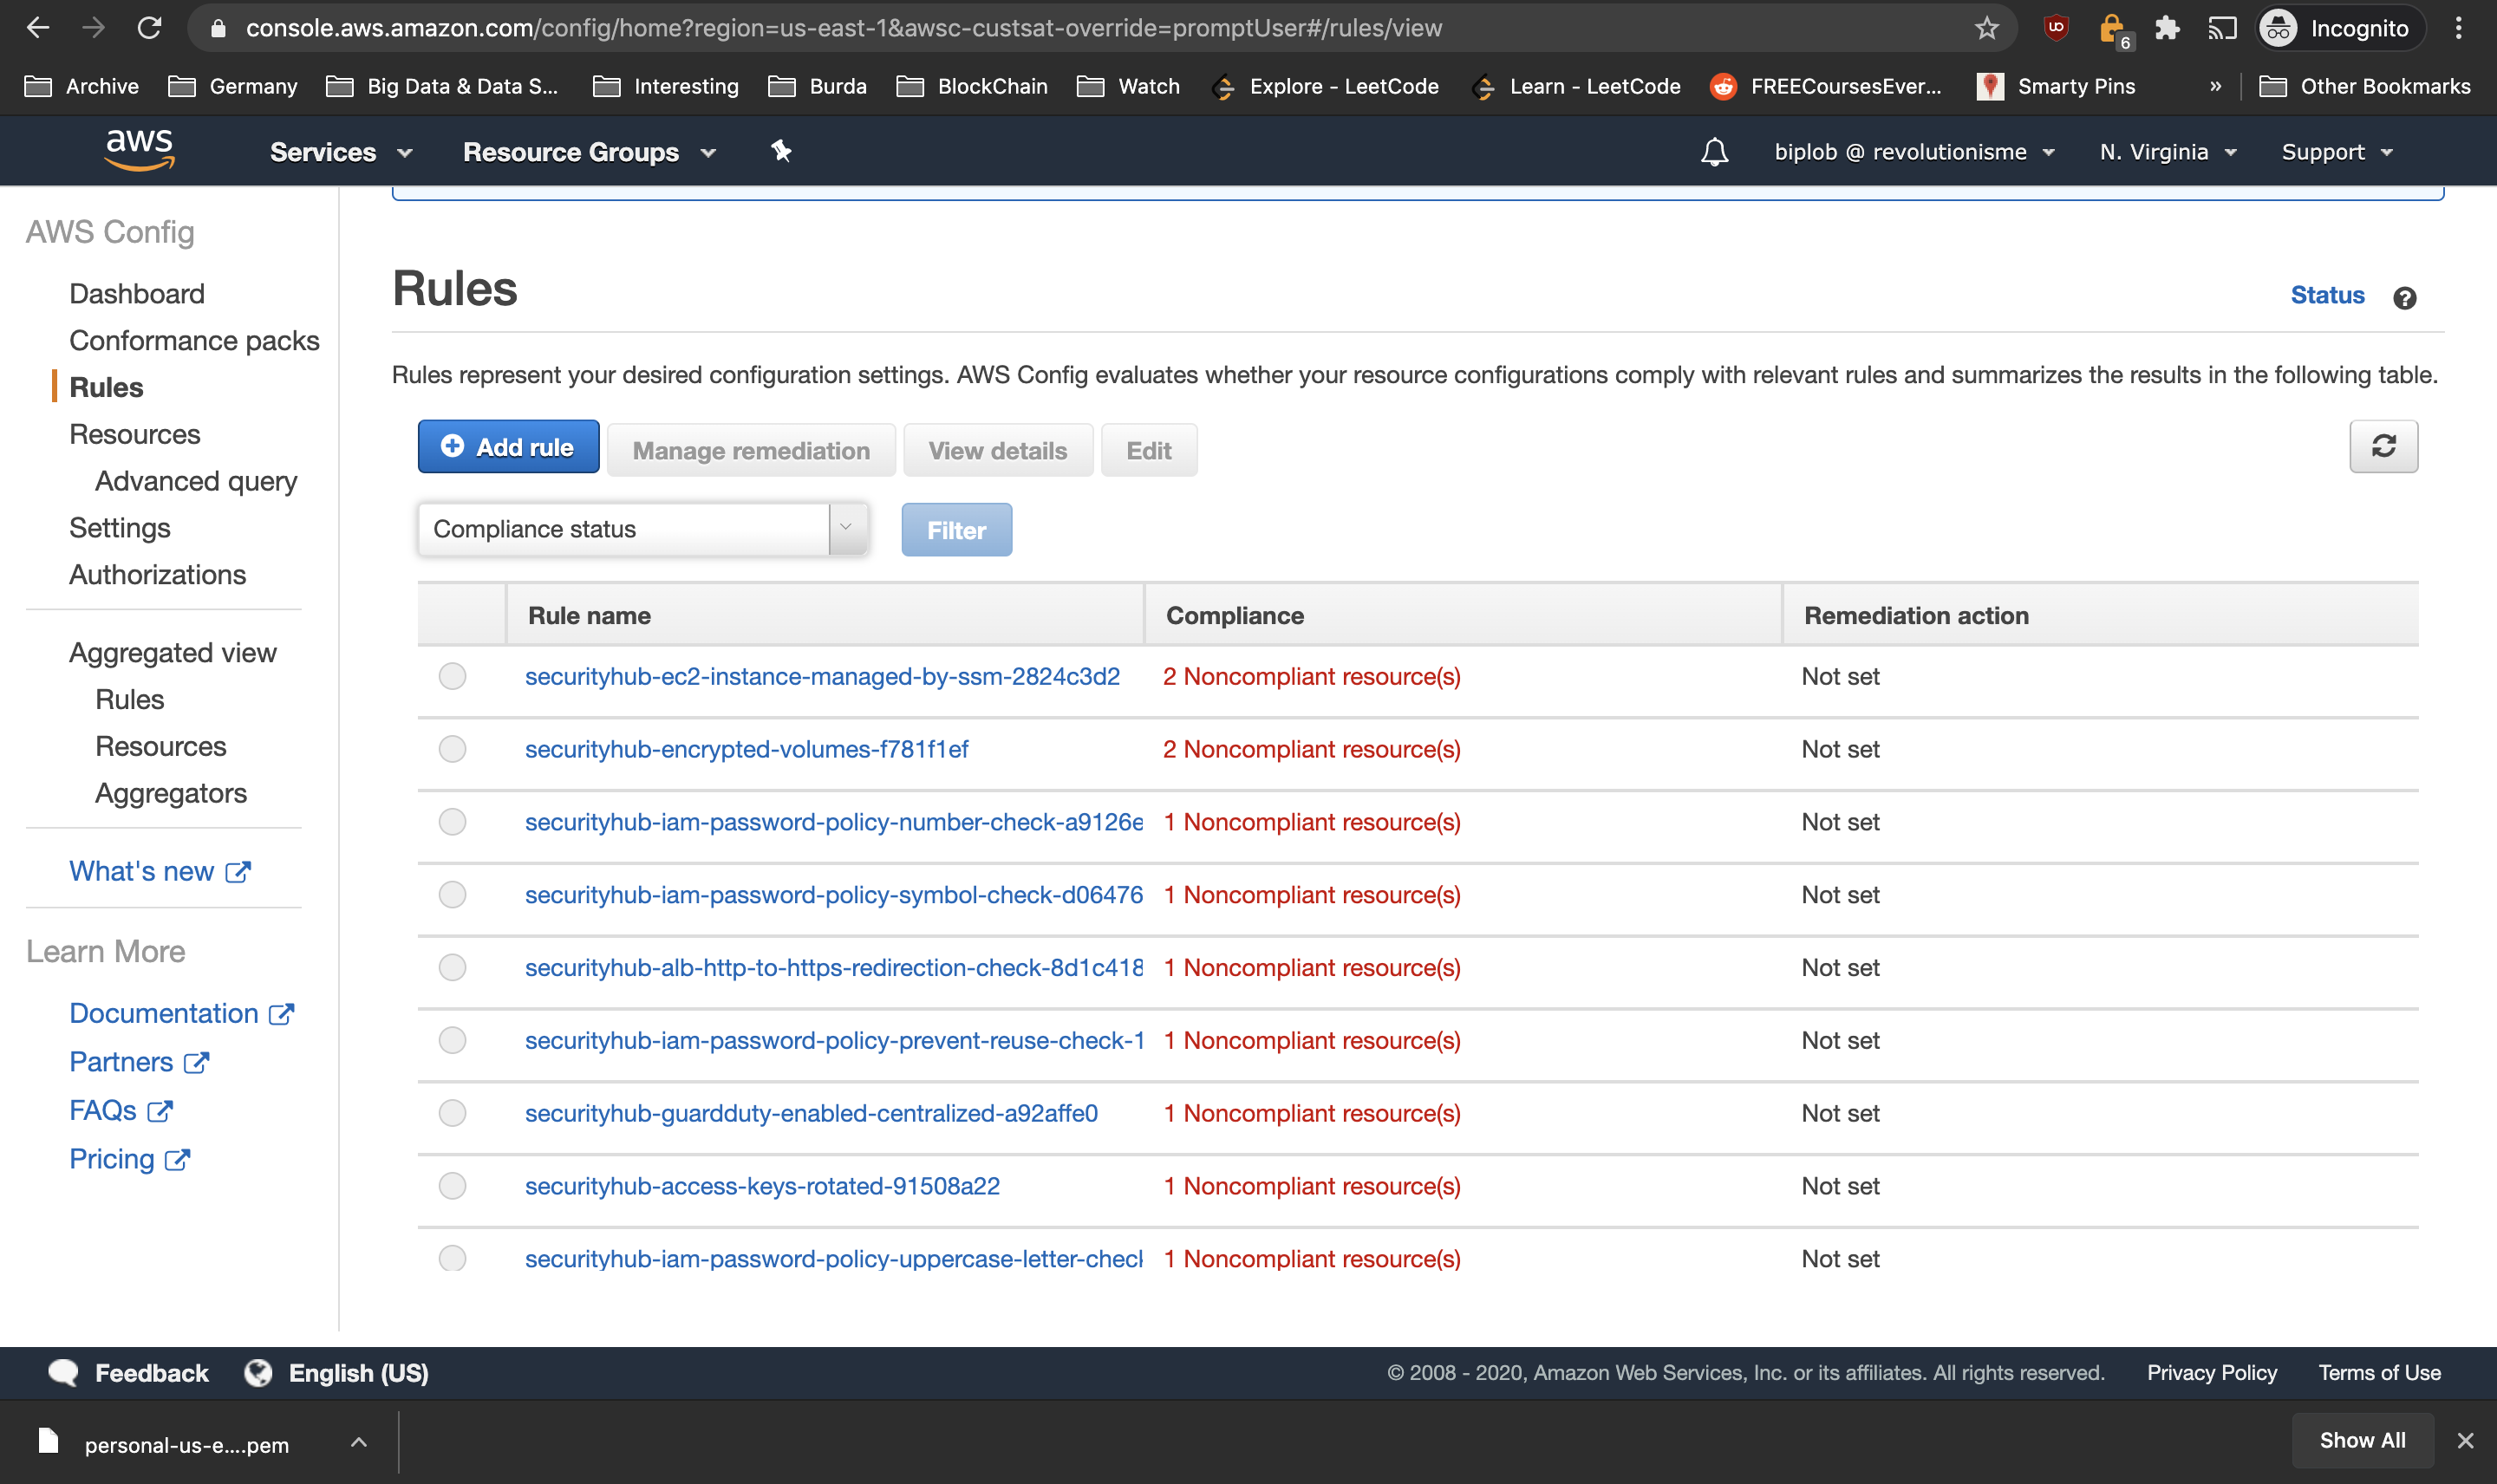 console.aws.amazon.com/config/home?region=us-east-1&awsc-custsat-override=promptUser#/rules/view
6
Incognito
Archive
Germany
Big Data & Data S...
Interesting
Burda
BlockChain
Watch
Explore - LeetCode
Learn - LeetCode
FREECoursesEver...
Smarty Pins
»
Other Bookmarks
aws
Services
Resource Groups
biplob @ revolutionisme
N. Virginia
Support
AWS Config
Dashboard
Conformance packs
Rules
Resources
Advanced query
Settings
Authorizations
Aggregated view
Rules
Resources
Aggregators
What's new
Learn More
Documentation
Partners
FAQs
Pricing
Rules
Status
Rules represent your desired configuration settings. AWS Config evaluates whether your resource configurations comply with relevant rules and summarizes the results in the following table.
Add rule
Manage remediation
View details
Edit
Compliance status
Filter
Rule name Compliance Remediation action
securityhub-ec2-instance-managed-by-ssm-2824c3d2 2 Noncompliant resource(s) Not set
securityhub-encrypted-volumes-f781f1ef 2 Noncompliant resource(s) Not set
securityhub-iam-password-policy-number-check-a9126e 1 Noncompliant resource(s) Not set
securityhub-iam-password-policy-symbol-check-d06476 1 Noncompliant resource(s) Not set
securityhub-alb-http-to-https-redirection-check-8d1c418 1 Noncompliant resource(s) Not set
securityhub-iam-password-policy-prevent-reuse-check-1 1 Noncompliant resource(s) Not set
securityhub-guardduty-enabled-centralized-a92affe0 1 Noncompliant resource(s) Not set
securityhub-access-keys-rotated-91508a22 1 Noncompliant resource(s) Not set
securityhub-iam-password-policy-uppercase-letter-check 1 Noncompliant resource(s) Not set
Feedback
English (US)
© 2008 - 2020, Amazon Web Services, Inc. or its affiliates. All rights reserved.
Privacy Policy
Terms of Use
personal-us-e....pem
Show All